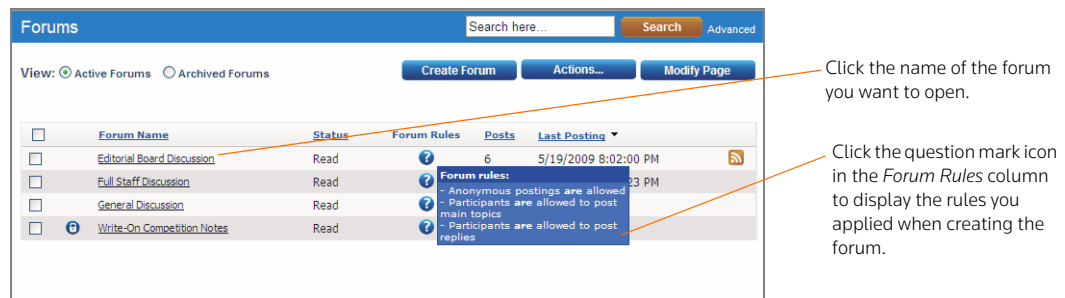 Forums Search here... Search Advanced
View: Active Forums Archived Forums Create Forum Actions... Modify Page
Forum Name Status Forum Rules Posts Last Posting
Editorial Board Discussion Read ? 6 5/19/2009 8:02:00 PM
Full Staff Discussion Read ? 23 PM
General Discussion Read ?
Write-On Competition Notes Read ?
Forum rules:
- Anonymous postings are allowed
- Participants are allowed to post
main topics
- Participants are allowed to post
replies
Click the name of the forum
you want to open.
Click the question mark icon
in the Forum Rules column
to display the rules you
applied when creating the
forum.